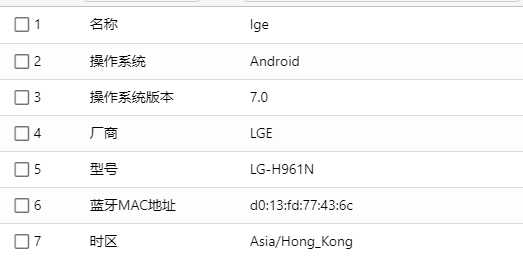 1 名称 lge
2 操作系统 Android
3 操作系统版本 7.0
4 厂商 LGE
5 型号 LG-H961N
6 蓝牙MAC地址 d0:13:fd:77:43:6c
7 时区 Asia/Hong_Kong